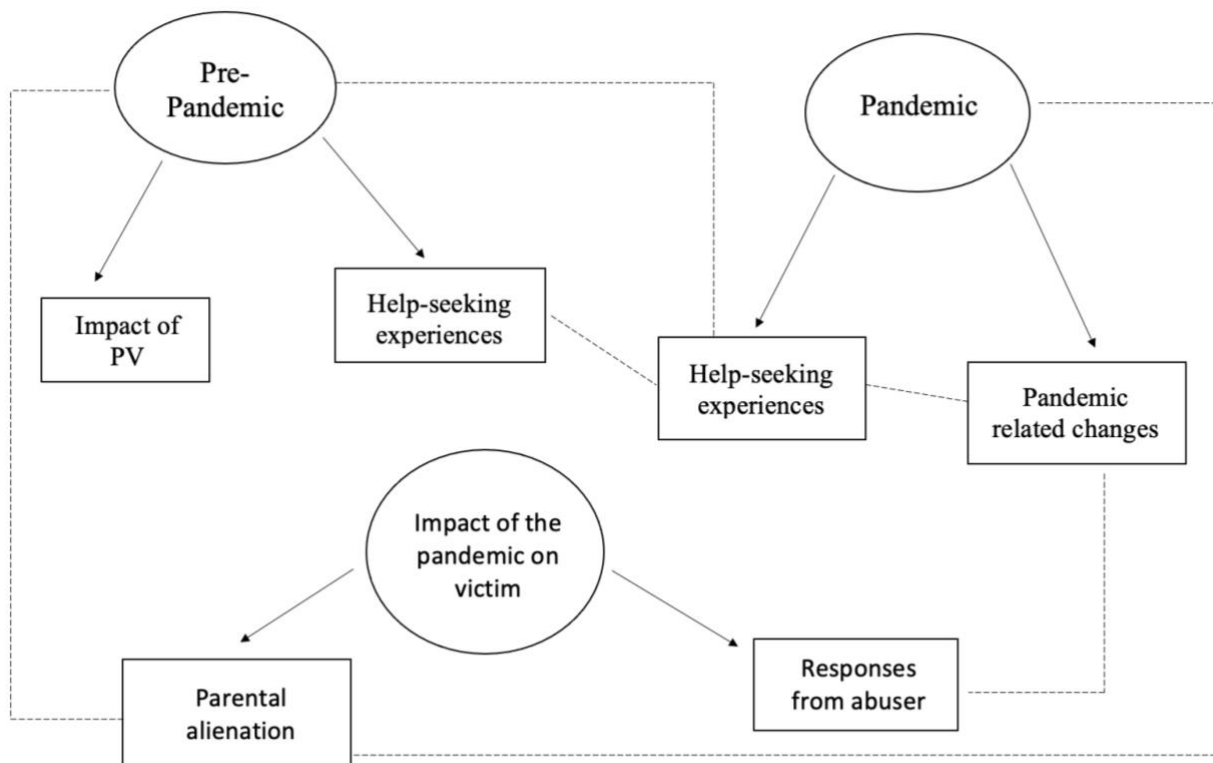 Pre-
Pandemic
Pandemic
Impact of
PV
Help-seeking
experiences
Help-seeking
experiences
Pandemic
related changes
Impact of the
pandemic on
victim
Parental
alienation
Responses
from abuser